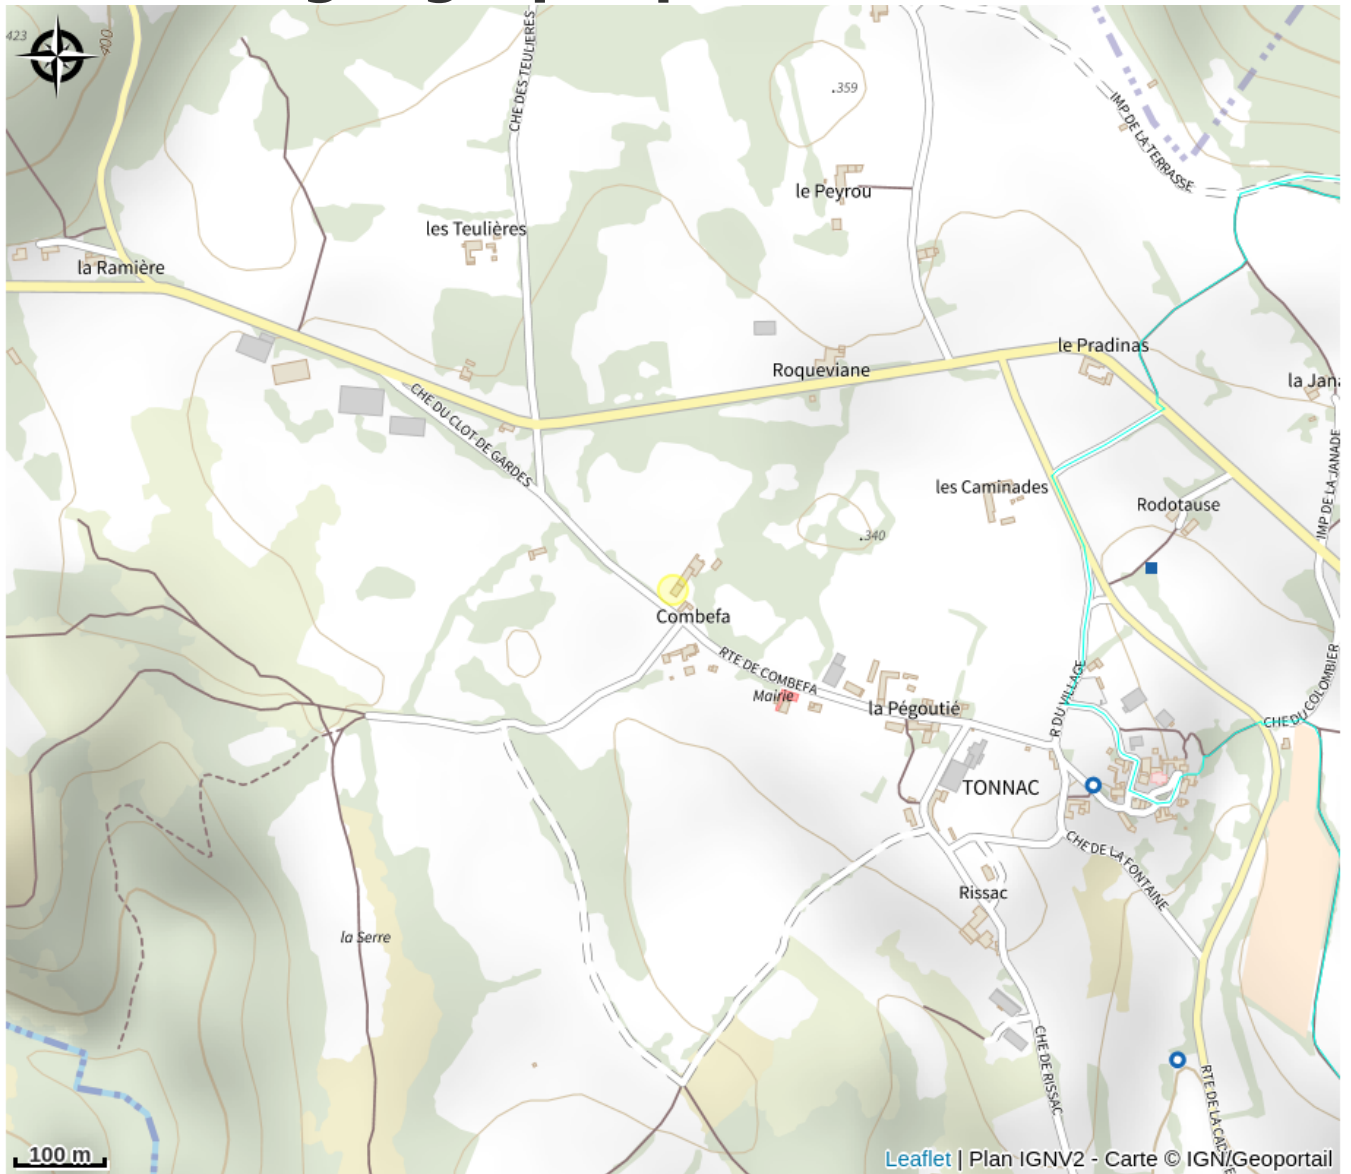 423
400
CHE DES TEULIERES
.359
IMP DE LA TERRASSE
le Peyrou
les Teulières
la Ramière
le Pradinas
Roqueviane
la Jana
CHE DU CLOT DE GARDES
IMP DE LA JANADE
les Caminades
Rodotause
.340
Combefa
RTE DE COMBEFA
Mairie
la Pégoutié
R DU VILLAGE
CHE DU COLOMBIER
TONNAC
CHE DE LA FONTAINE
Rissac
la Serre
CHE DE RISSAC
RTE DE LA CAD
100 m
Leaflet | Plan IGNV2 - Carte © IGN/Geoportail